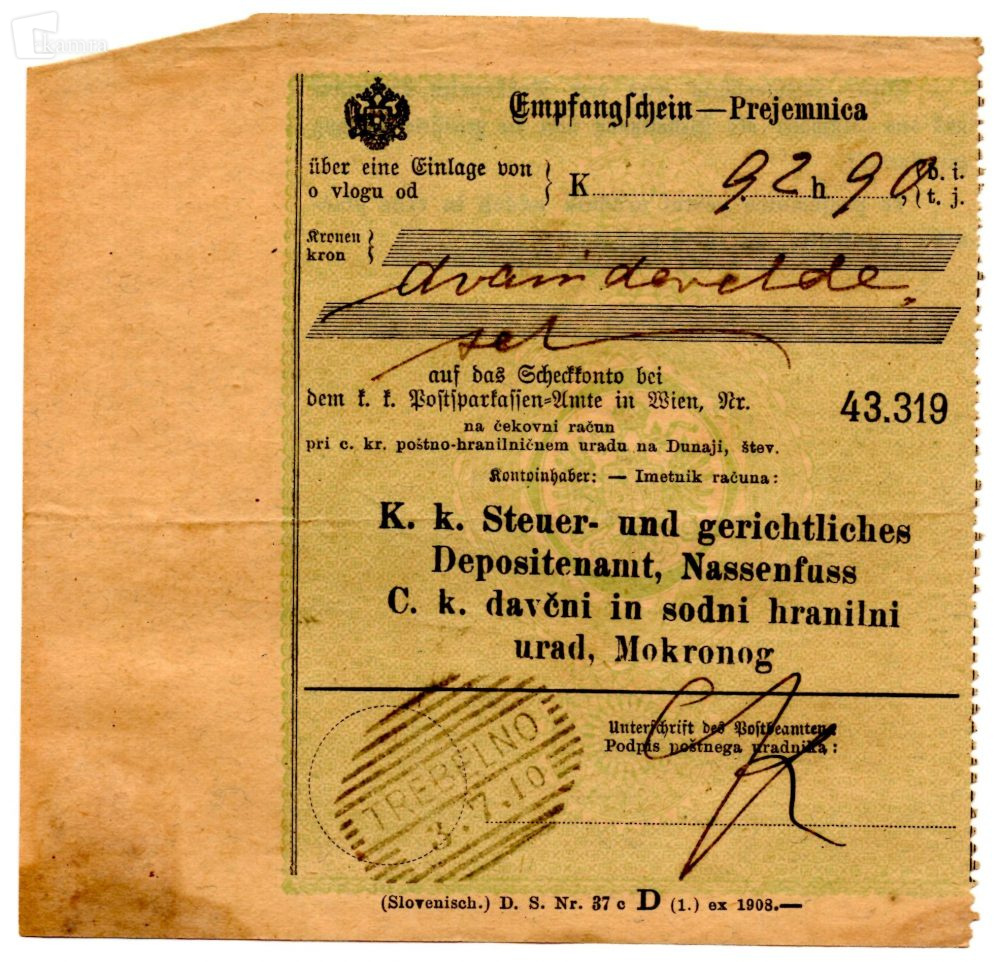 kamra
Empfangschein—Prejemnica
über eine Einlage von
o vlogu od
K 92 h 90, d. i.
t. j.
Kronen
kron
dvaindevetde-
set
auf das Scheckkonto bei
dem k. k. Postsparkassen-Amte in Wien, Nr. 43.319
na čekovni račun
pri c. kr. poštno-hranilničnem uradu na Dunaji, štev.
Kontoinhaber: — Imetnik računa:
K. k. Steuer- und gerichtliches
Depositenamt, Nassenfuss
C. k. davčni in sodni hranilni
urad, Mokronog
Unterschrift des Postbeamten:
Podpis poštnega uradnika:
TREBELNO
3.7.10
(Slovenisch.) D. S. Nr. 37 c D (1.) ex 1908.—